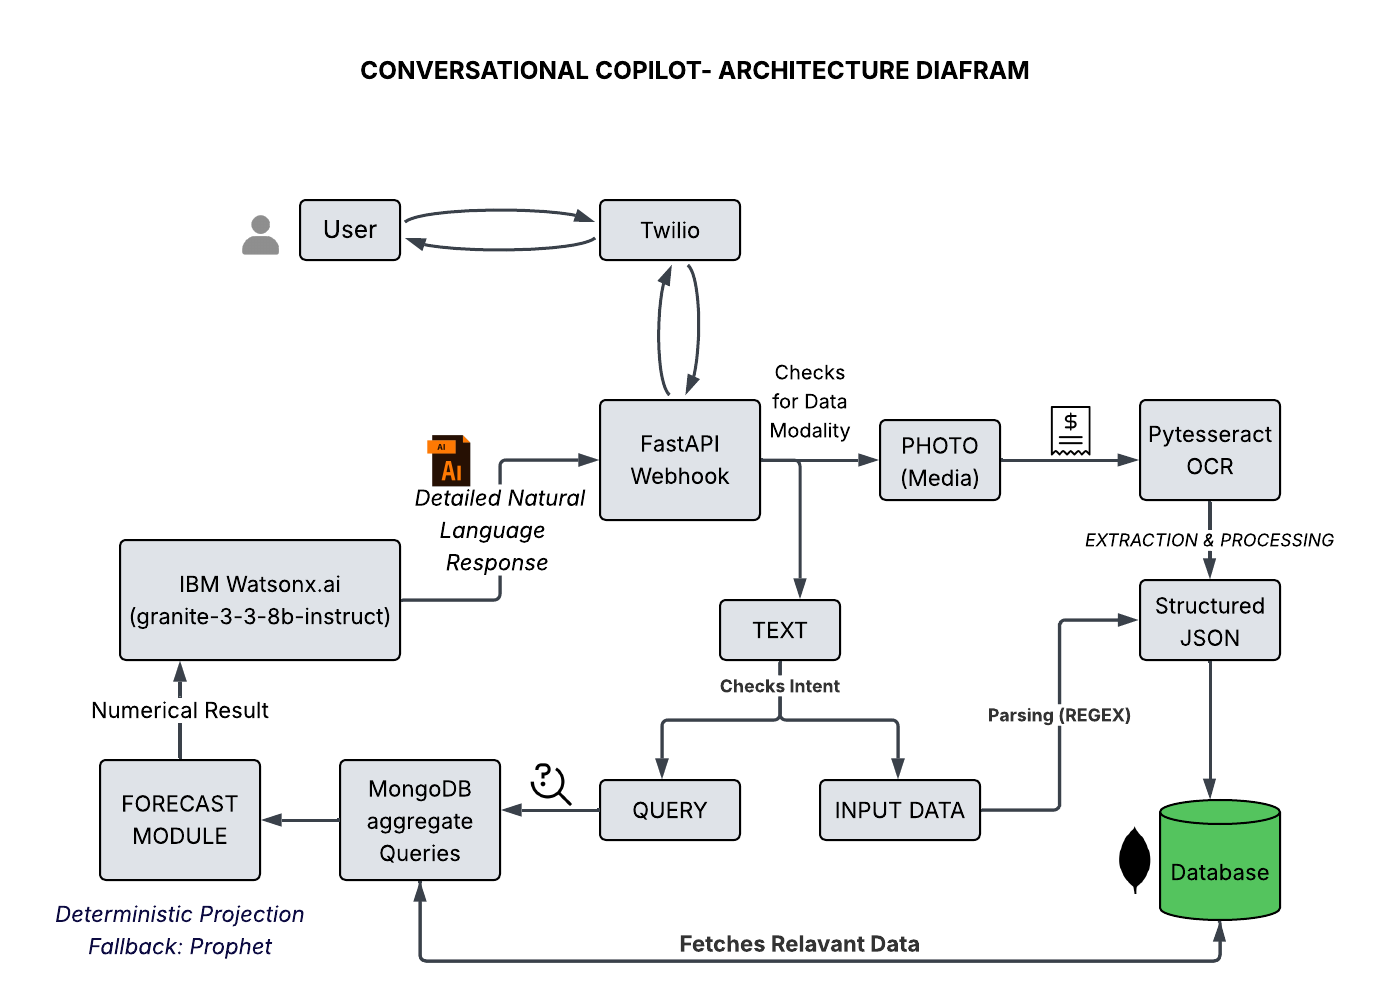 CONVERSATIONAL COPILOT- ARCHITECTURE DIAFRAM
User
Twilio
Checks
for Data
Modality
FastAPI
Webhook
PHOTO
(Media)
$
Pytesseract
OCR
AI
Ai
Detailed Natural
Language
Response
EXTRACTION & PROCESSING
IBM Watsonx.ai
(granite-3-3-8b-instruct)
TEXT
Structured
JSON
Checks Intent
Numerical Result
Parsing (REGEX)
FORECAST
MODULE
MongoDB
aggregate
Queries
?
QUERY
INPUT DATA
Database
Deterministic Projection
Fallback: Prophet
Fetches Relavant Data